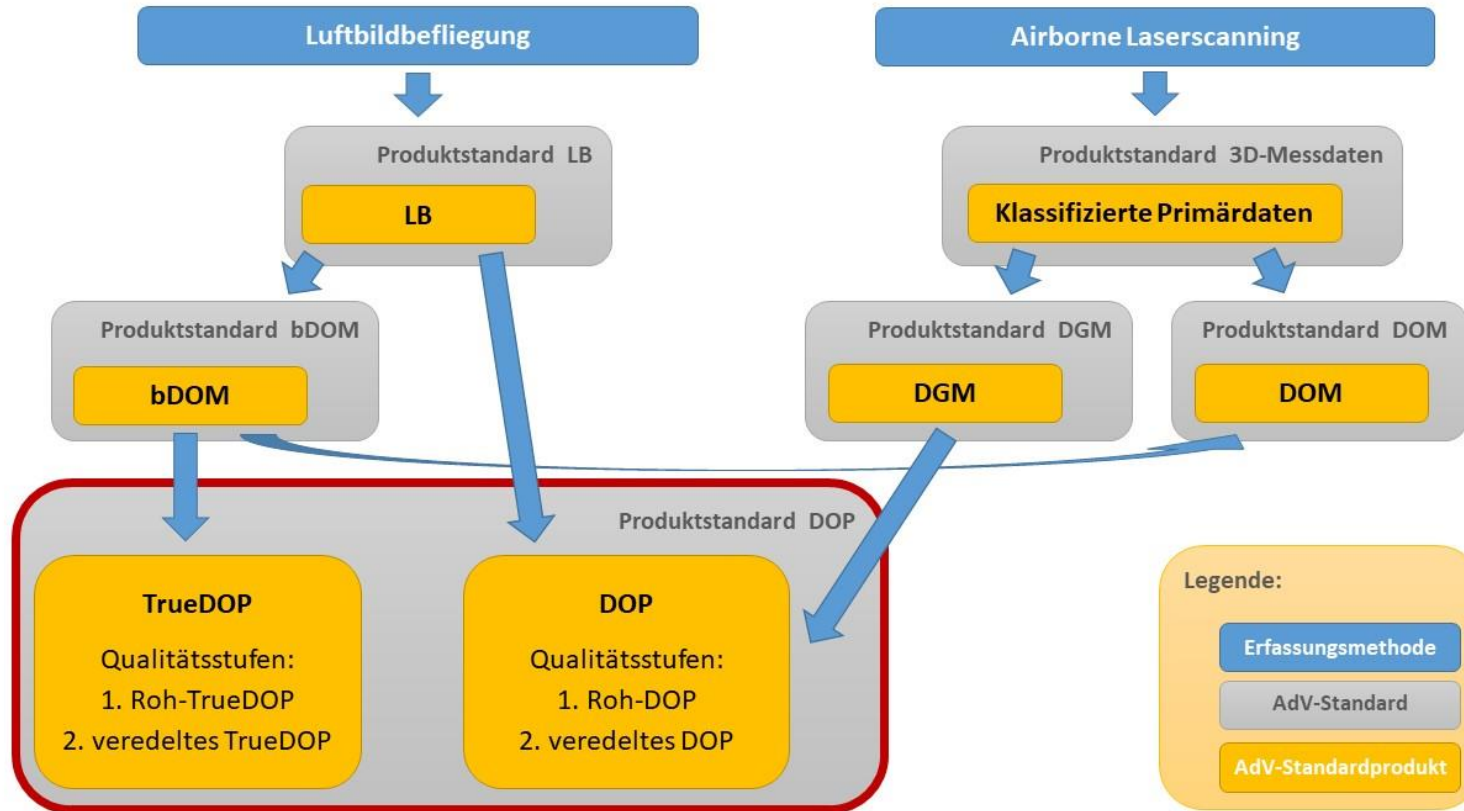 Luftbildbefliegung
Airborne Laserscanning
Produktstandard LB
LB
Produktstandard 3D-Messdaten
Klassifizierte Primärdaten
Produktstandard bDOM
bDOM
Produktstandard DGM
DGM
Produktstandard DOM
DOM
Produktstandard DOP
TrueDOP
Qualitätsstufen:
1. Roh-TrueDOP
2. veredeltes TrueDOP
DOP
Qualitätsstufen:
1. Roh-DOP
2. veredeltes DOP
Legende:
Erfassungsmethode
AdV-Standard
AdV-Standardprodukt